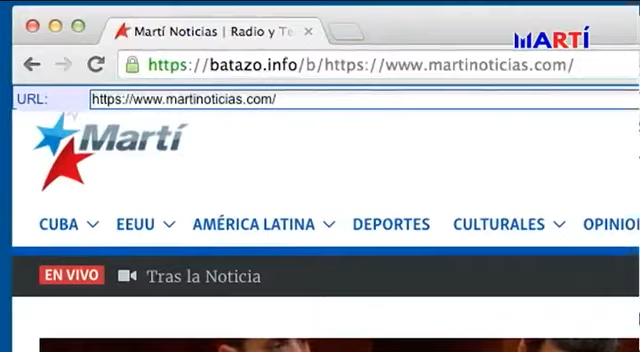 Martí Noticias | Radio y Te
MARTÍ
https://batazo.info/b/https://www.martinoticias.com/
URL: https://www.martinoticias.com/
Martí
CUBA EEUU AMÉRICA LATINA DEPORTES CULTURALES OPINIO
EN VIVO Tras la Noticia